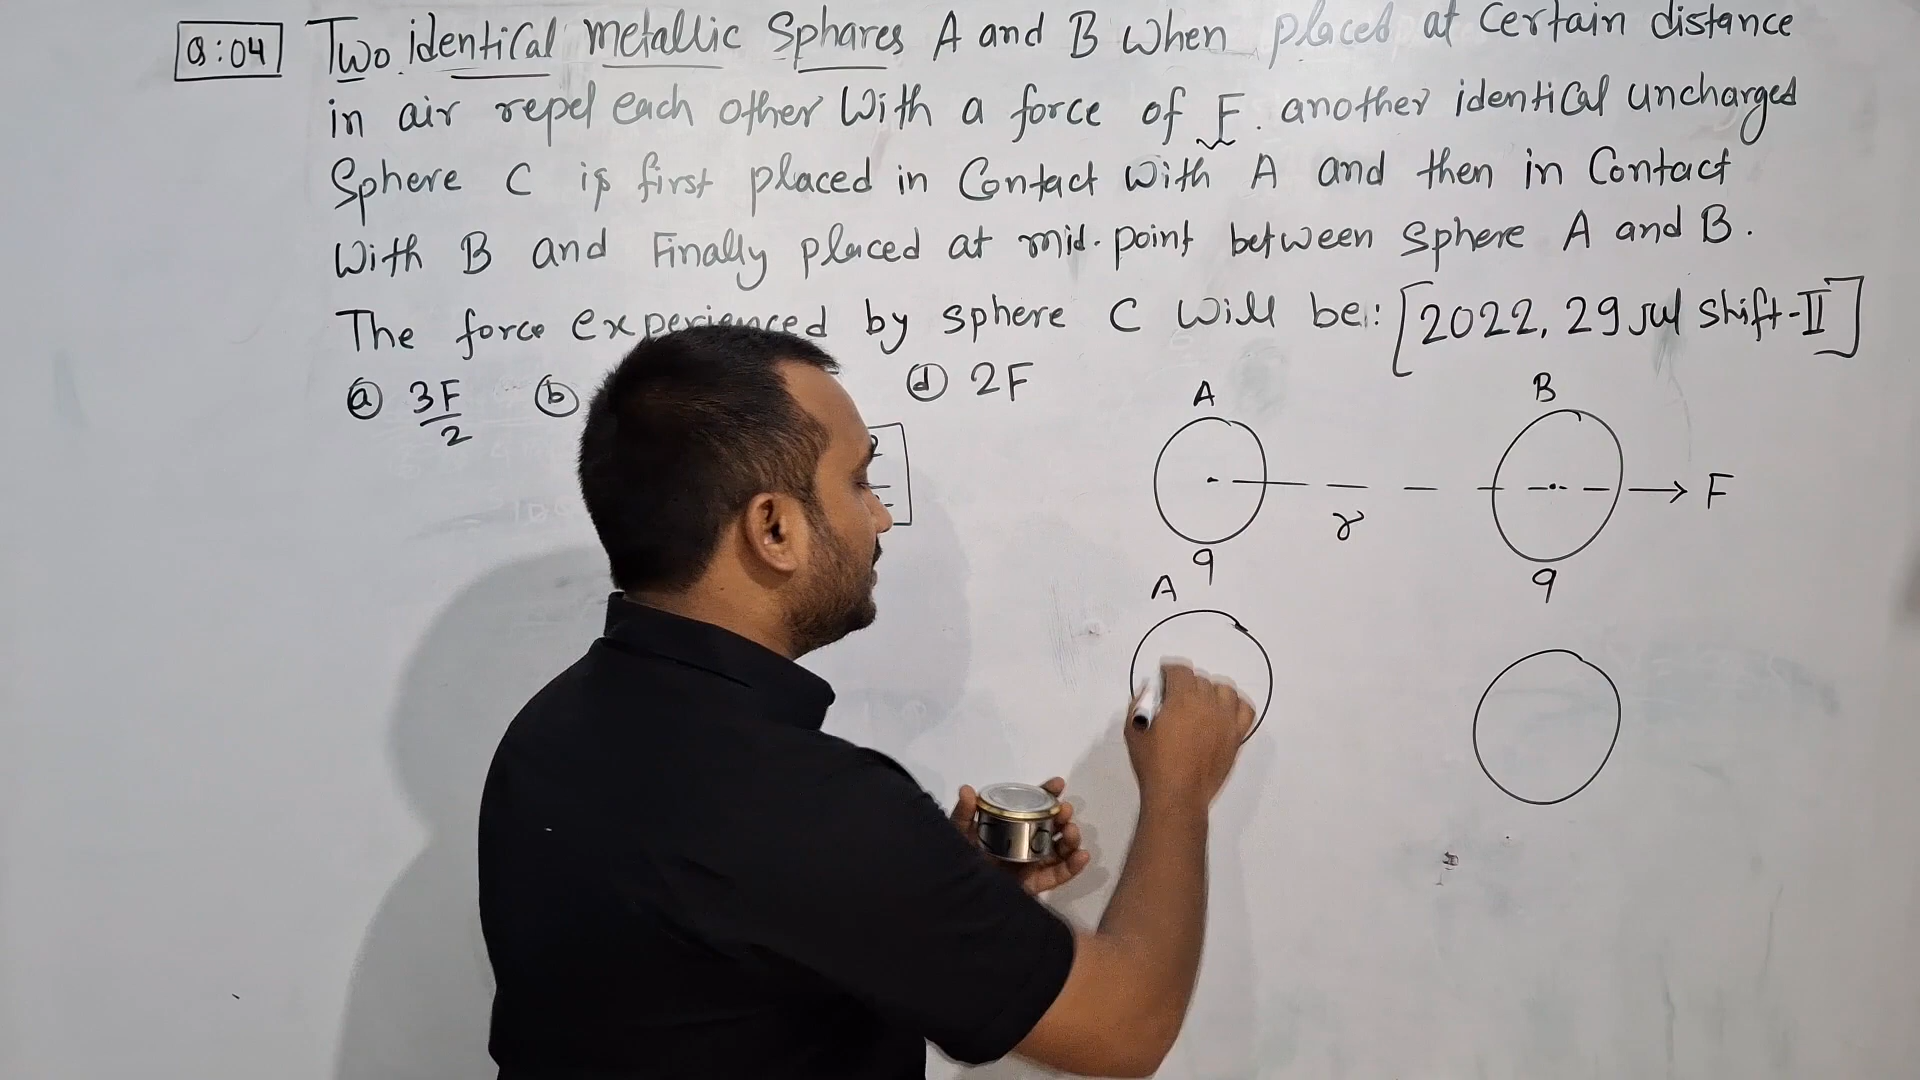 Q:04 Two identical metallic Sphares A and B When placed at Certain distance
in air repel each other With a force of F. another identical uncharged
Sphere C is first placed in Contact With A and then in Contact
With B and Finally placed at mid-point between Sphere A and B.
The force experienced by sphere C will be: [2022, 29 Jul Shift-II]
(a) 3F/2 (b) (d) 2F
A B
F
r
q q
A